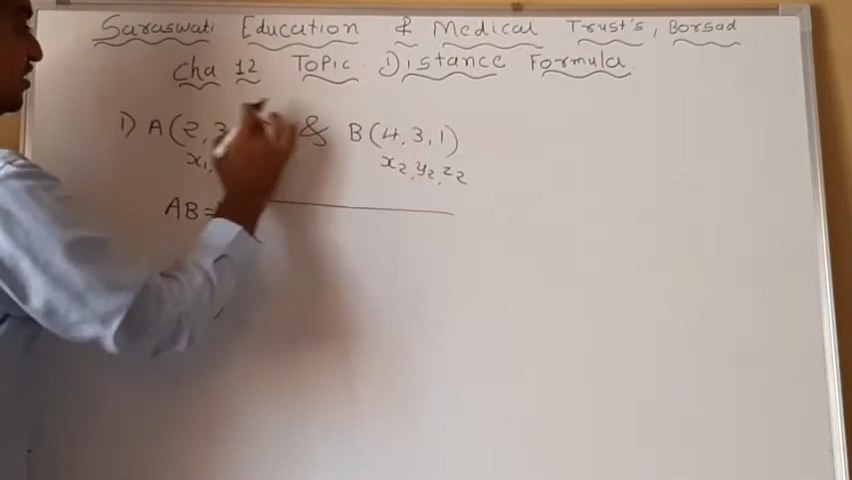 Saraswati Education & Medical Trust's, Borsad
Cha 12 Topic Distance Formula
1) A(2,3 & B(4,3,1)
x1, x2,y2,z2
AB=